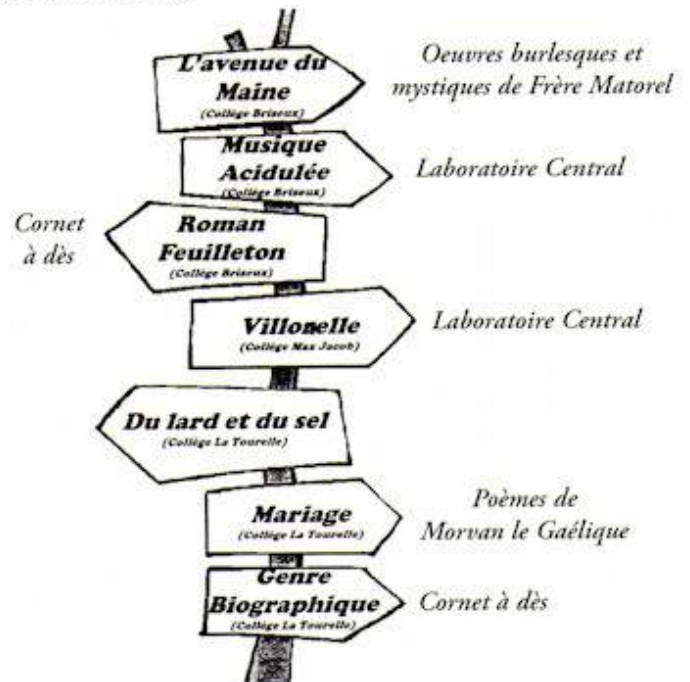 L'avenue du
Maine
(Collège Brizeux)
Oeuvres burlesques et
mystiques de Frère Matorel
Musique
Acidulée
(Collège Brizeux)
Laboratoire Central
Cornet
à dès
Roman
Feuilleton
(Collège Brizeux)
Villonelle
(Collège Max Jacob)
Laboratoire Central
Du lard et du sel
(Collège La Tourelle)
Mariage
(Collège La Tourelle)
Poèmes de
Morvan le Gaélique
Genre
Biographique
(Collège La Tourelle)
Cornet à dès